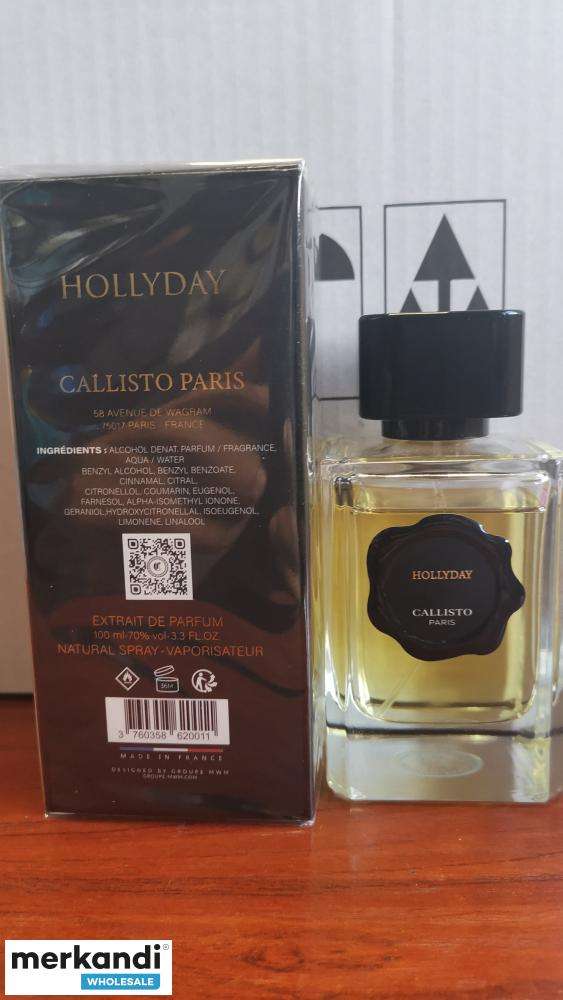 HOLLYDAY
CALLISTO PARIS
58 AVENUE DE WAGRAM
75017 PARIS - FRANCE
INGRÉDIENTS : ALCOHOL DENAT. PARFUM / FRAGRANCE,
AQUA / WATER
BENZYL ALCOHOL, BENZYL BENZOATE,
CINNAMAL, CITRAL,
CITRONELLOL, COUMARIN, EUGENOL,
FARNESOL, ALPHA-ISOMETHYL IONONE,
GERANIOL,HYDROXYCITRONELLAL, ISOEUGENOL,
LIMONENE, LINALOOL
EXTRAIT DE PARFUM
100 ml-70% vol-3.3 FL.OZ
NATURAL SPRAY-VAPORISATEUR
3 760358 620011
MADE IN FRANCE
DESIGNED BY GROUPE MWM
GROUPE-MWM.COM
HOLLYDAY
CALLISTO
PARIS
merkandi®
WHOLESALE